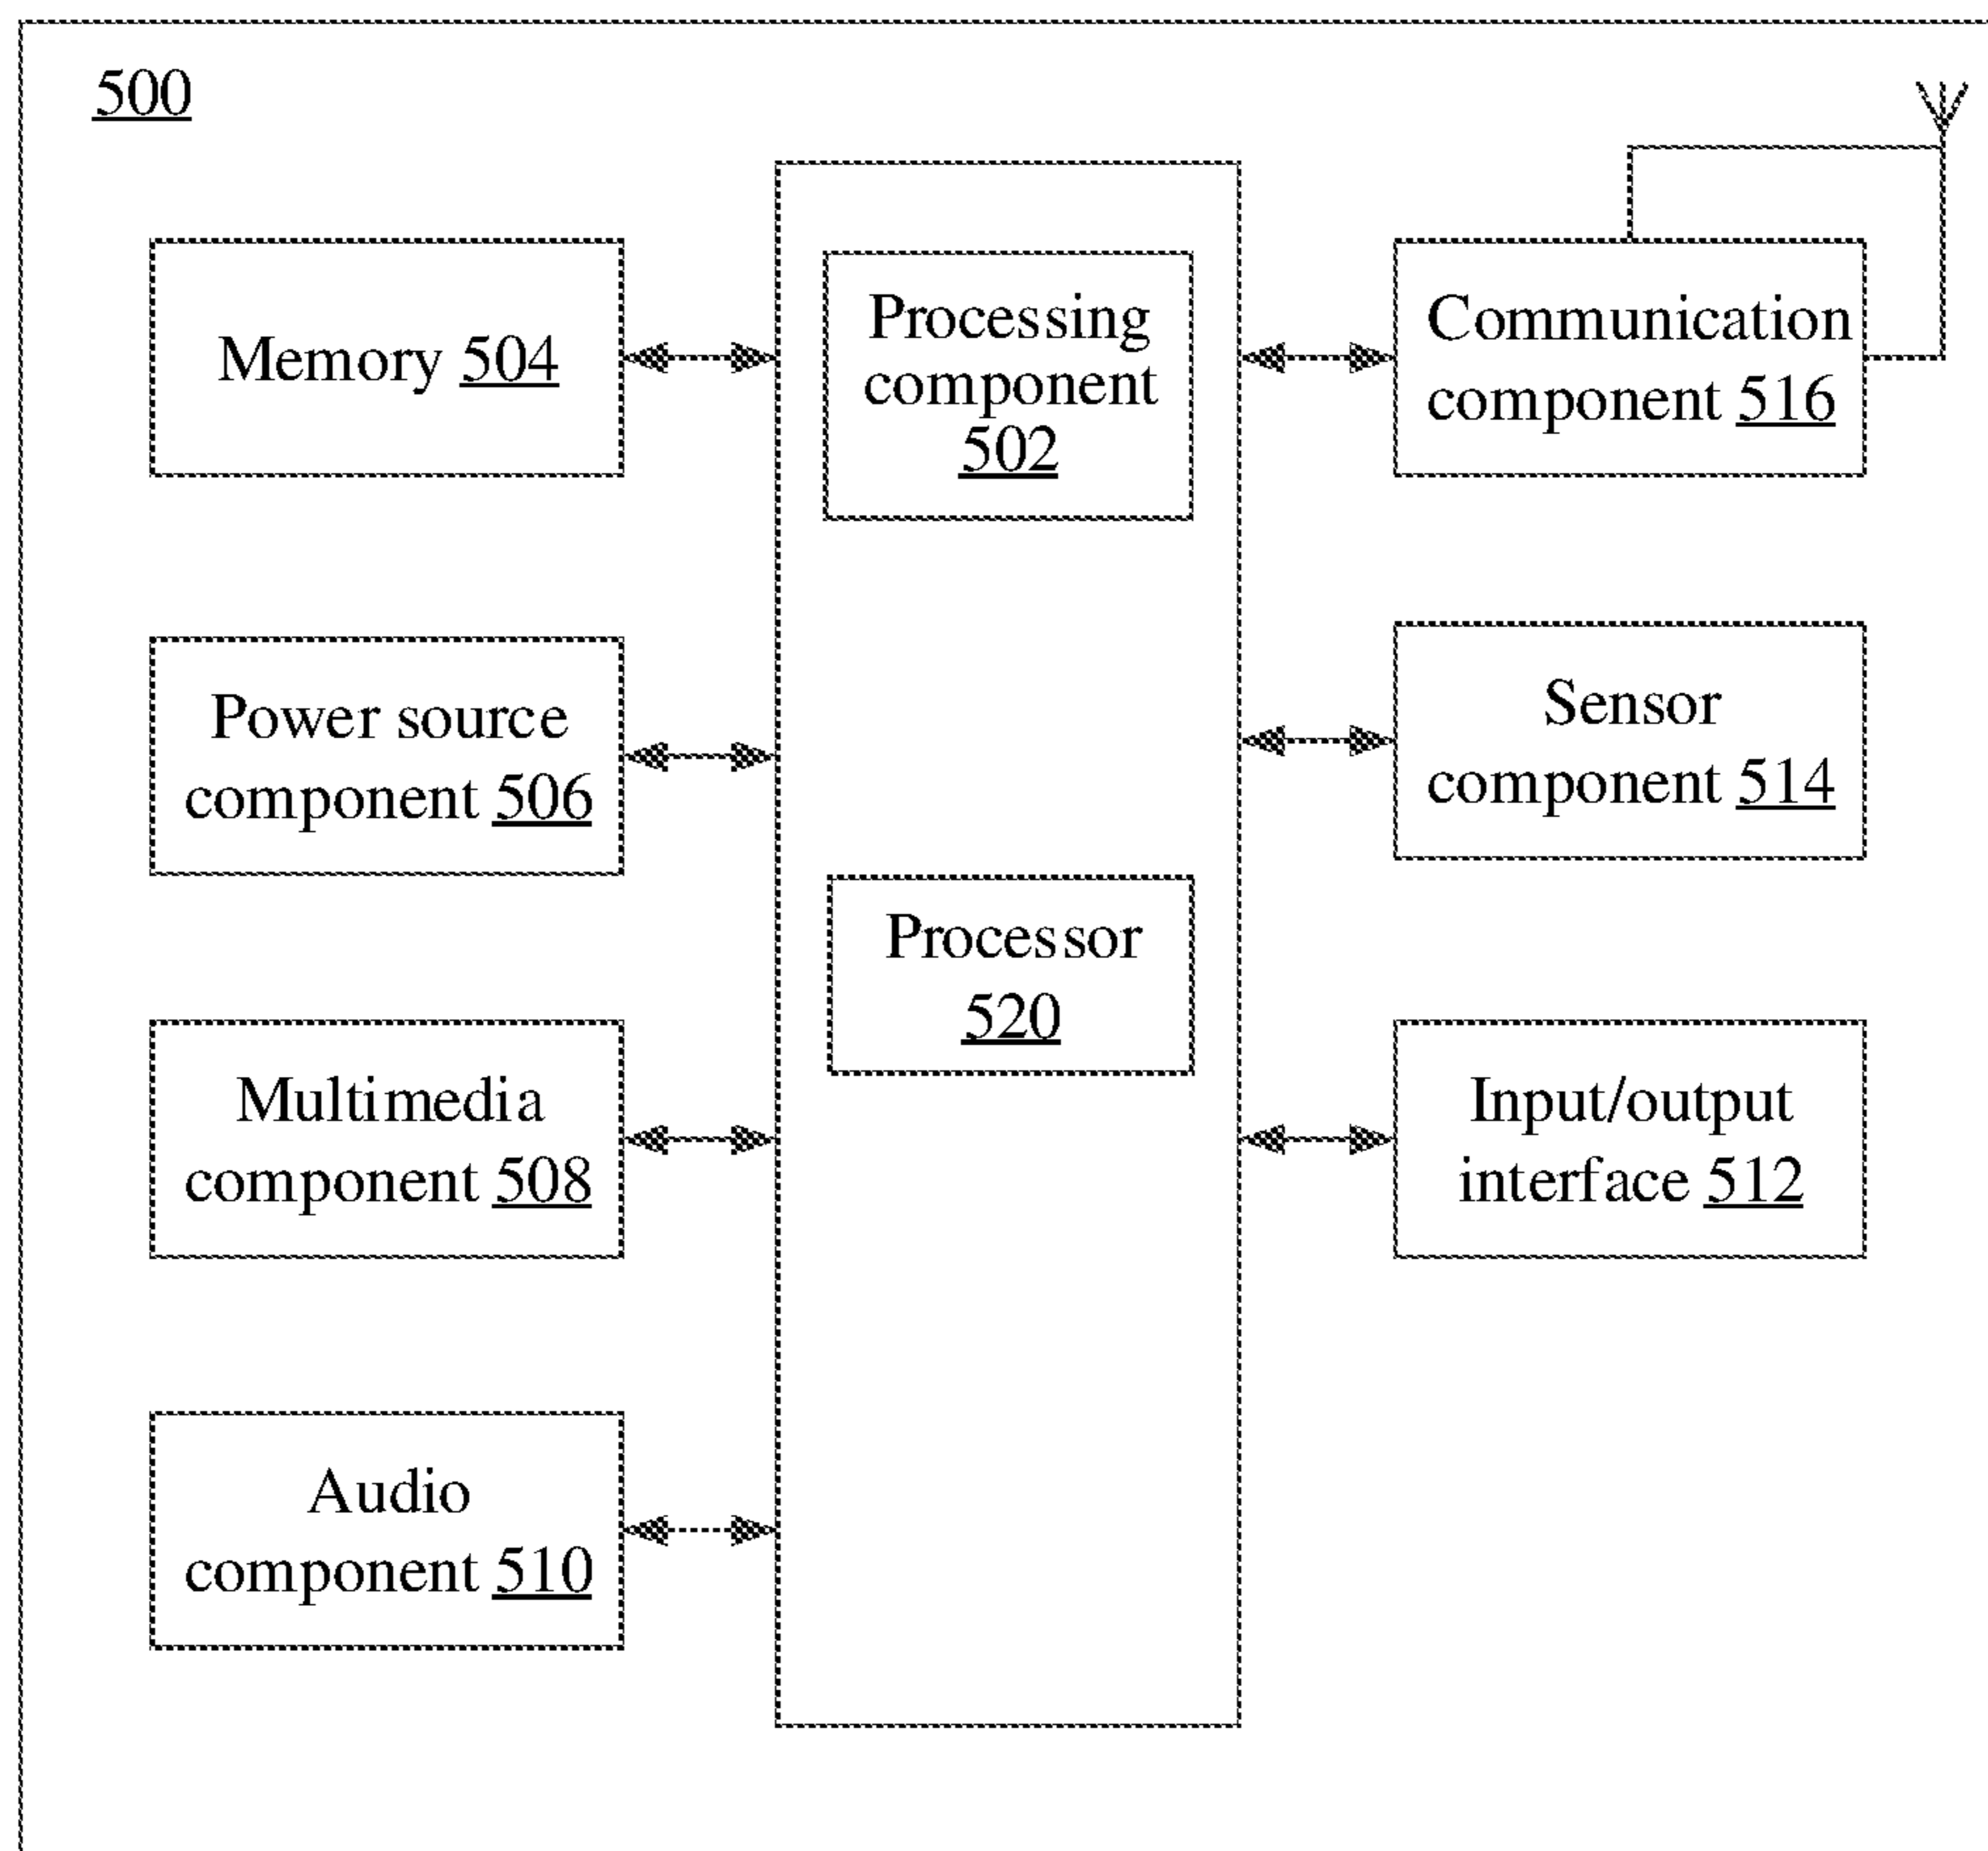 500
Memory 504
Processing
component
502
Communication
component 516
Power source
component 506
Sensor
component 514
Processor
520
Multimedia
component 508
Input/output
interface 512
Audio
component 510